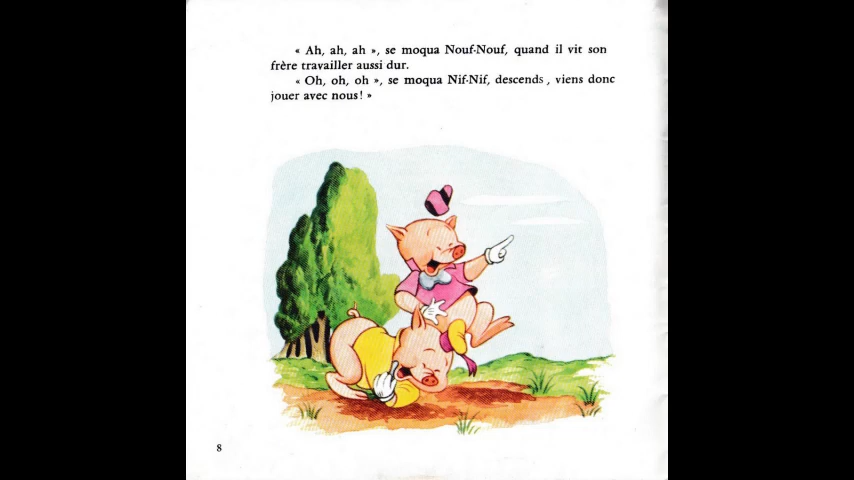 « Ah, ah, ah », se moqua Nouf-Nouf, quand il vit son
frère travailler aussi dur.
« Oh, oh, oh », se moqua Nif-Nif, descends, viens donc
jouer avec nous! »
8